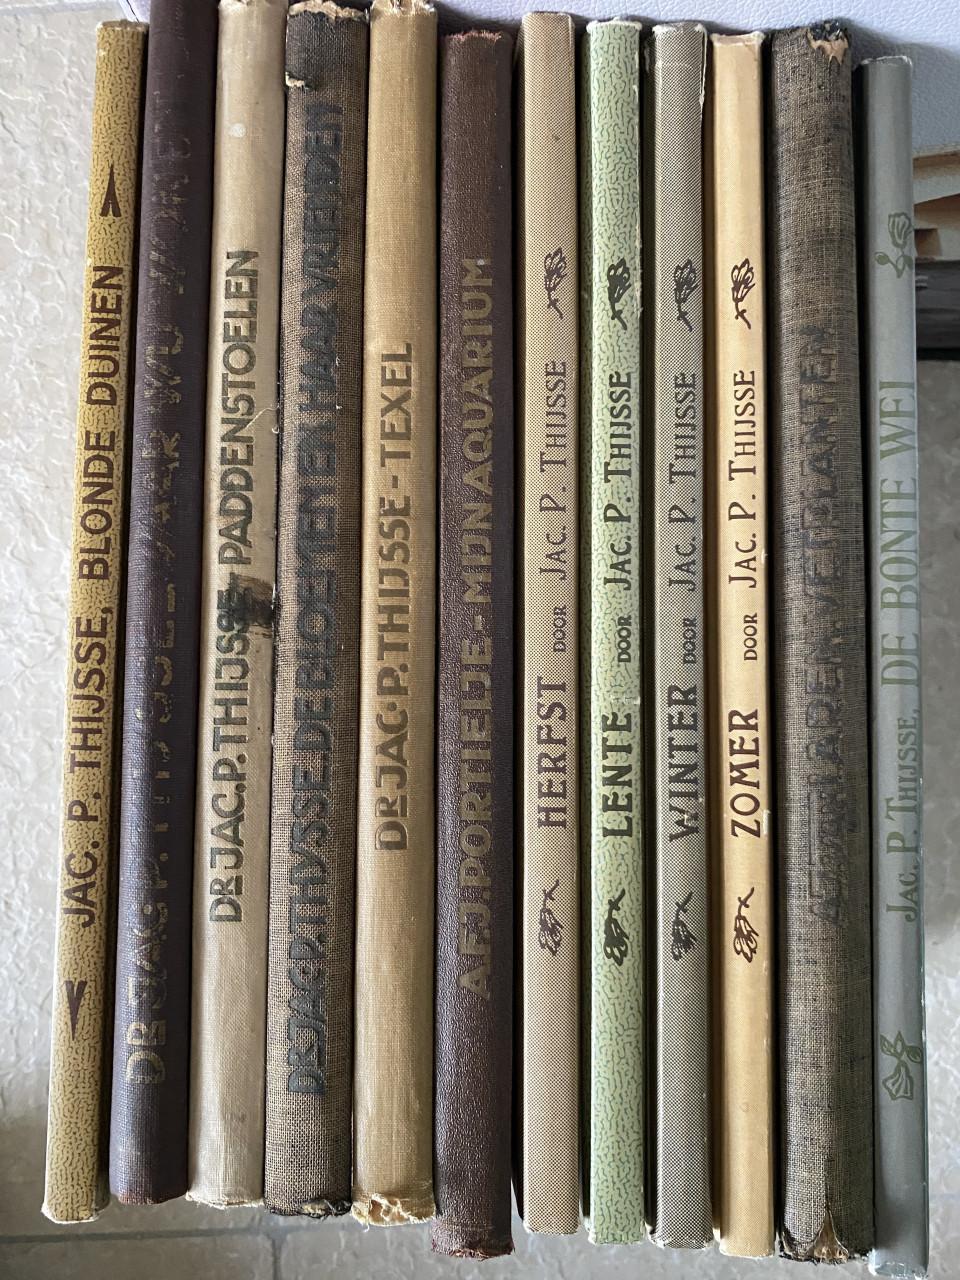 JAC. P. THIJSSE, BLONDE DUINEN
DR JAC. P.
DR JAC. P. THIJSSE PADDENSTOELEN
DR JAC. P. THIJSSE DE BLOEMEN EN HAAR VRIENDEN
DR JAC. P. THIJSSE - TEXEL
A.F.J. PORTIELJE - MIJN AQUARIUM
HERFST DOOR JAC. P. THIJSSE
LENTE DOOR JAC. P. THIJSSE
WINTER DOOR JAC. P. THIJSSE
ZOMER DOOR JAC. P. THIJSSE
VETPLANTEN
JAC. P. THIJSSE, DE BONTE WEI